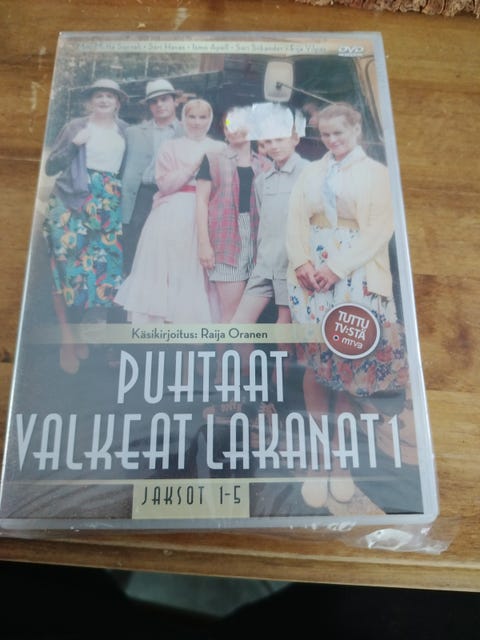 Sari Havas • Ismo Apell • Sari Siikander
DVD
Käsikirjoitus: Raija Oranen
TUTTU
TV:STÄ
MTV3
PUHTAAT
VALKEAT LAKANAT 1
JAKSOT 1-5